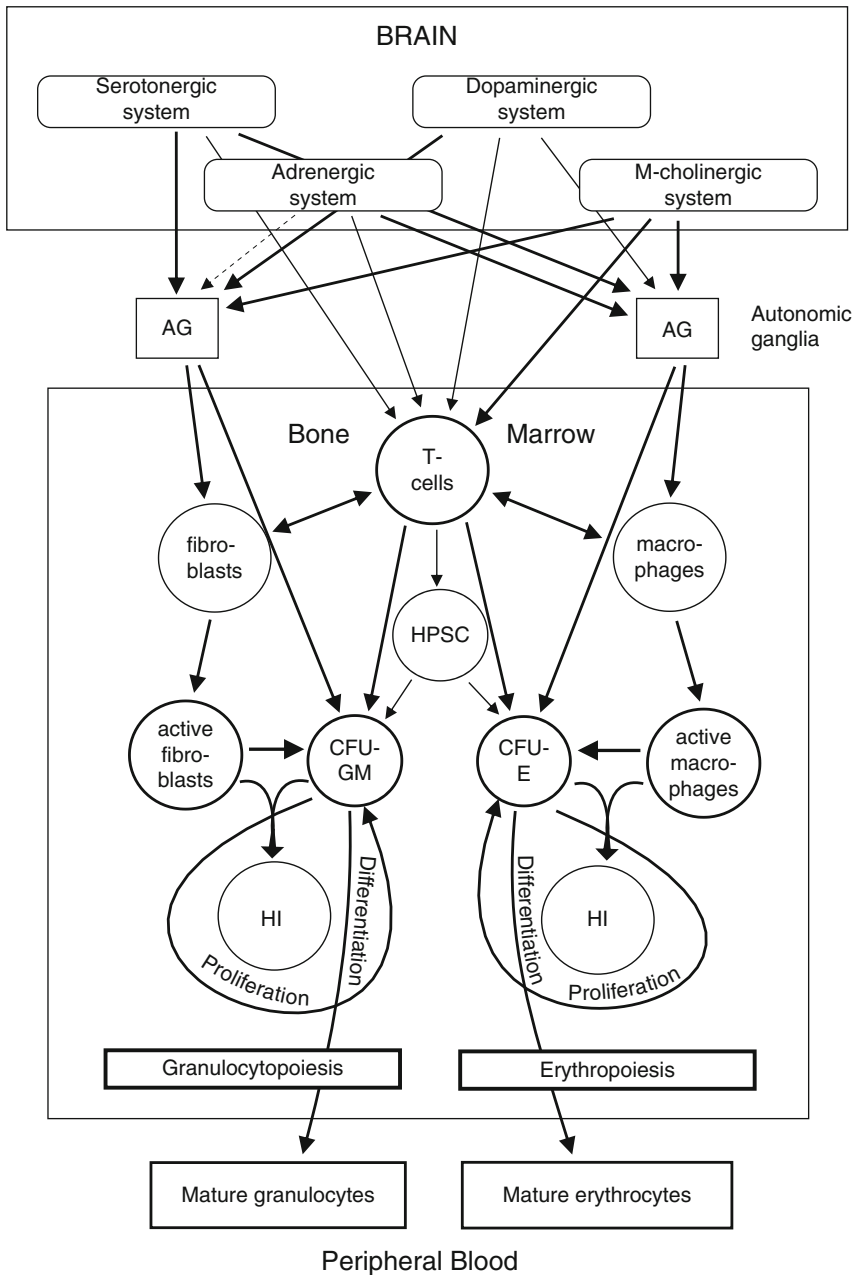 BRAIN
Serotonergic
system
Dopaminergic
system
Adrenergic
system
M-cholinergic
system
AG
AG
Autonomic
ganglia
Bone
Marrow
T-
cells
fibro-
blasts
macro-
phages
HPSC
active
fibro-
blasts
CFU-
GM
CFU-
E
active
macro-
phages
HI
Differentiation
Proliferation
Differentiation
HI
Proliferation
Granulocytopoiesis
Erythropoiesis
Mature granulocytes
Mature erythrocytes
Peripheral Blood